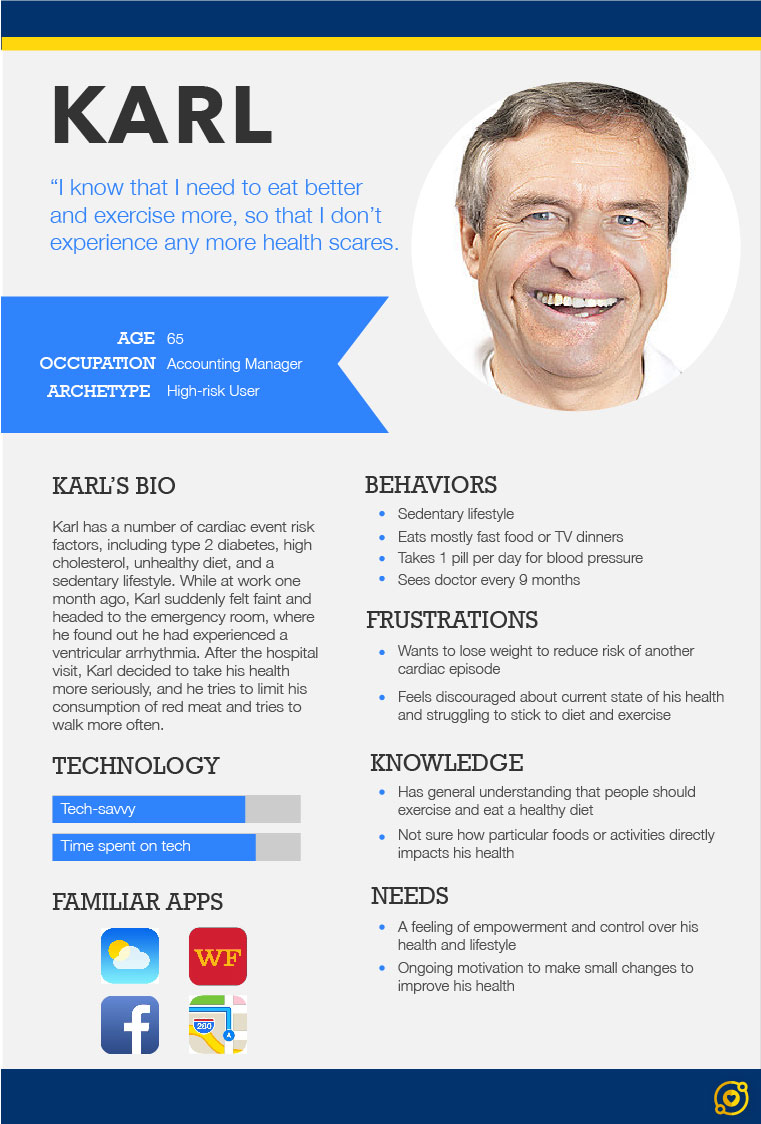 KARL
“I know that I need to eat better
and exercise more, so that I don’t
experience any more health scares.
AGE 65
OCCUPATION Accounting Manager
ARCHETYPE High-risk User
KARL’S BIO
Karl has a number of cardiac event risk
factors, including type 2 diabetes, high
cholesterol, unhealthy diet, and a
sedentary lifestyle. While at work one
month ago, Karl suddenly felt faint and
headed to the emergency room, where
he found out he had experienced a
ventricular arrhythmia. After the hospital
visit, Karl decided to take his health
more seriously, and he tries to limit his
consumption of red meat and tries to
walk more often.
TECHNOLOGY
Tech-savvy
Time spent on tech
FAMILIAR APPS
WF
f
280
A
BEHAVIORS
• Sedentary lifestyle
• Eats mostly fast food or TV dinners
• Takes 1 pill per day for blood pressure
• Sees doctor every 9 months
FRUSTRATIONS
• Wants to lose weight to reduce risk of another
cardiac episode
• Feels discouraged about current state of his health
and struggling to stick to diet and exercise
KNOWLEDGE
• Has general understanding that people should
exercise and eat a healthy diet
• Not sure how particular foods or activities directly
impacts his health
NEEDS
• A feeling of empowerment and control over his
health and lifestyle
• Ongoing motivation to make small changes to
improve his health